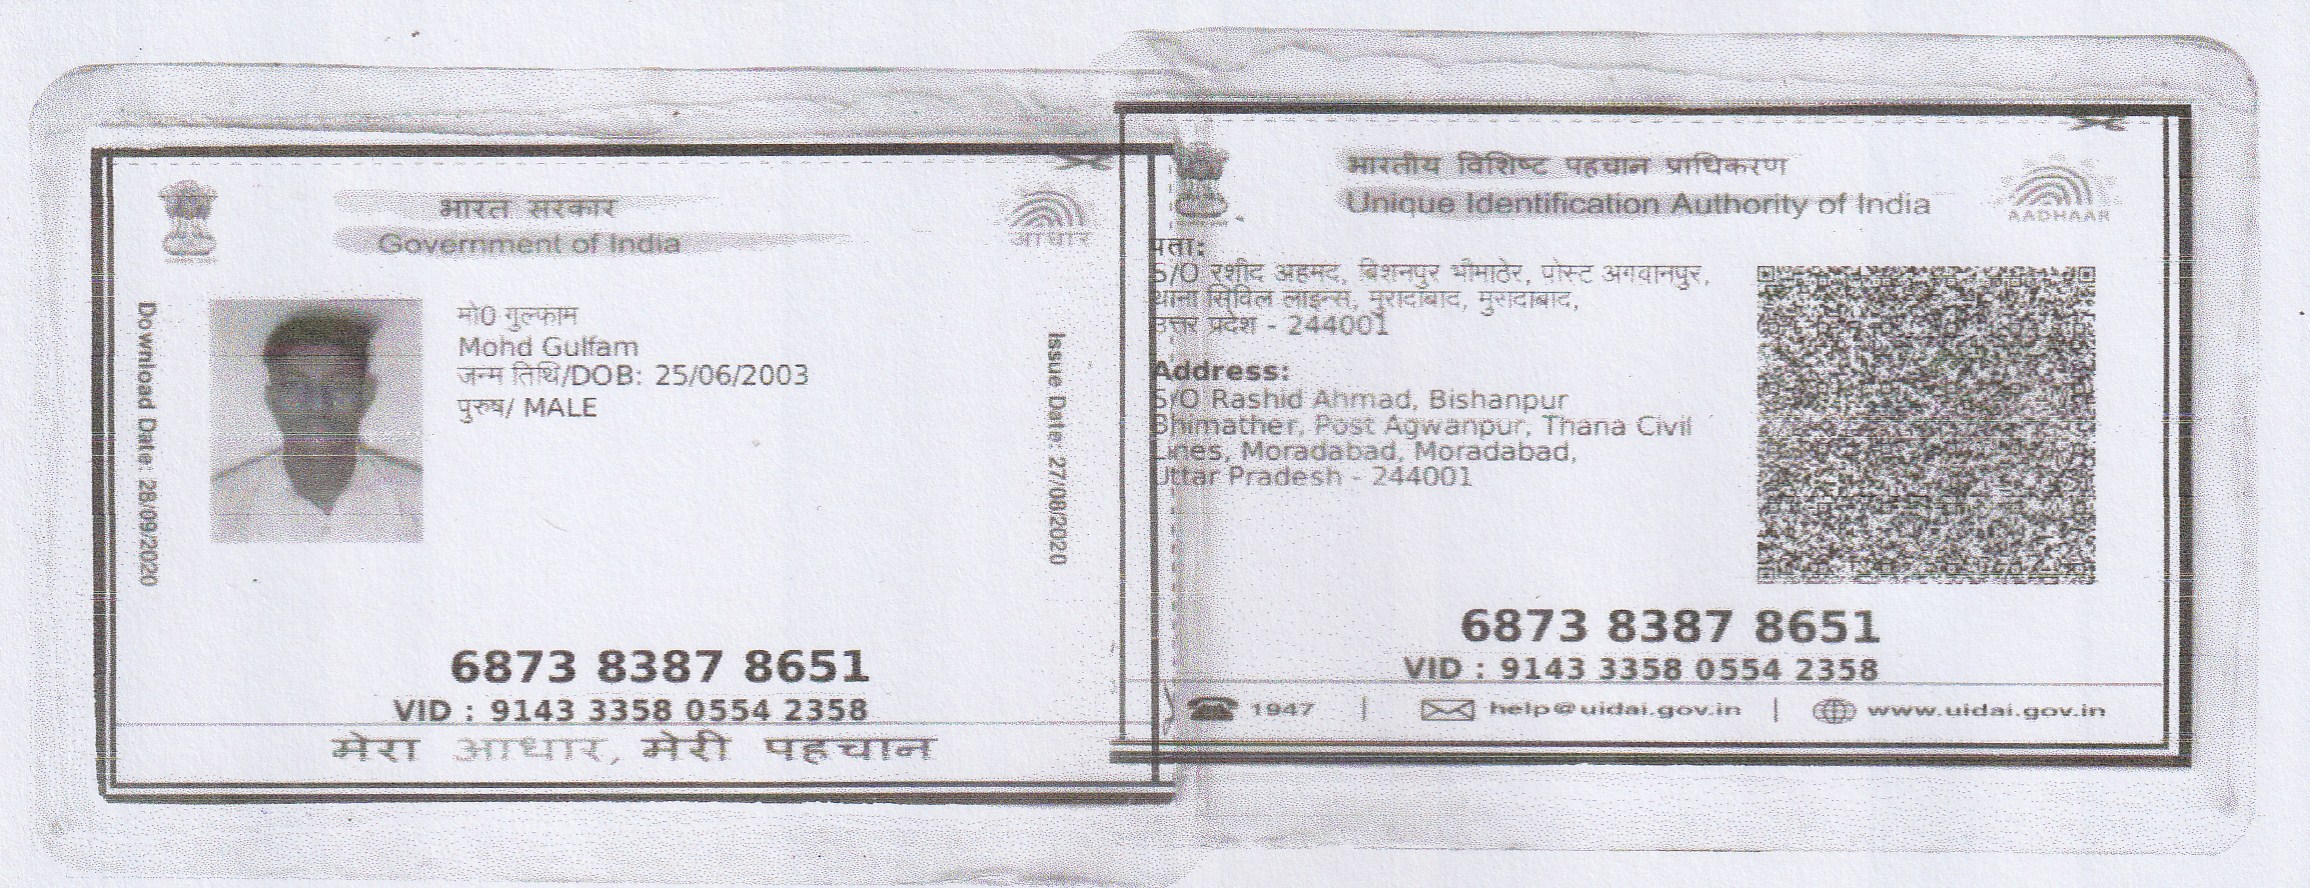 भारत सरकार
Government of India
आधार
Download Date: 28/09/2020
मो0 गुल्फाम
Mohd Gulfam
जन्म तिथि/DOB: 25/06/2003
पुरुष/ MALE
Issue Date: 27/08/2020
6873 8387 8651
VID : 9143 3358 0554 2358
मेरा आधार, मेरी पहचान
भारतीय विशिष्ट पहचान प्राधिकरण
Unique Identification Authority of India
AADHAAR
पता:
S/O रशीद अहमद, बिशनपुर भीमाठेर, पोस्ट अगवानपुर,
थाना सिविल लाइन्स, मुरादाबाद, मुरादाबाद,
उत्तर प्रदेश - 244001
Address:
S/O Rashid Ahmad, Bishanpur
Bhimather, Post Agwanpur, Thana Civil
Lines, Moradabad, Moradabad,
Uttar Pradesh - 244001
6873 8387 8651
VID : 9143 3358 0554 2358
1947 | help@uidai.gov.in | www.uidai.gov.in